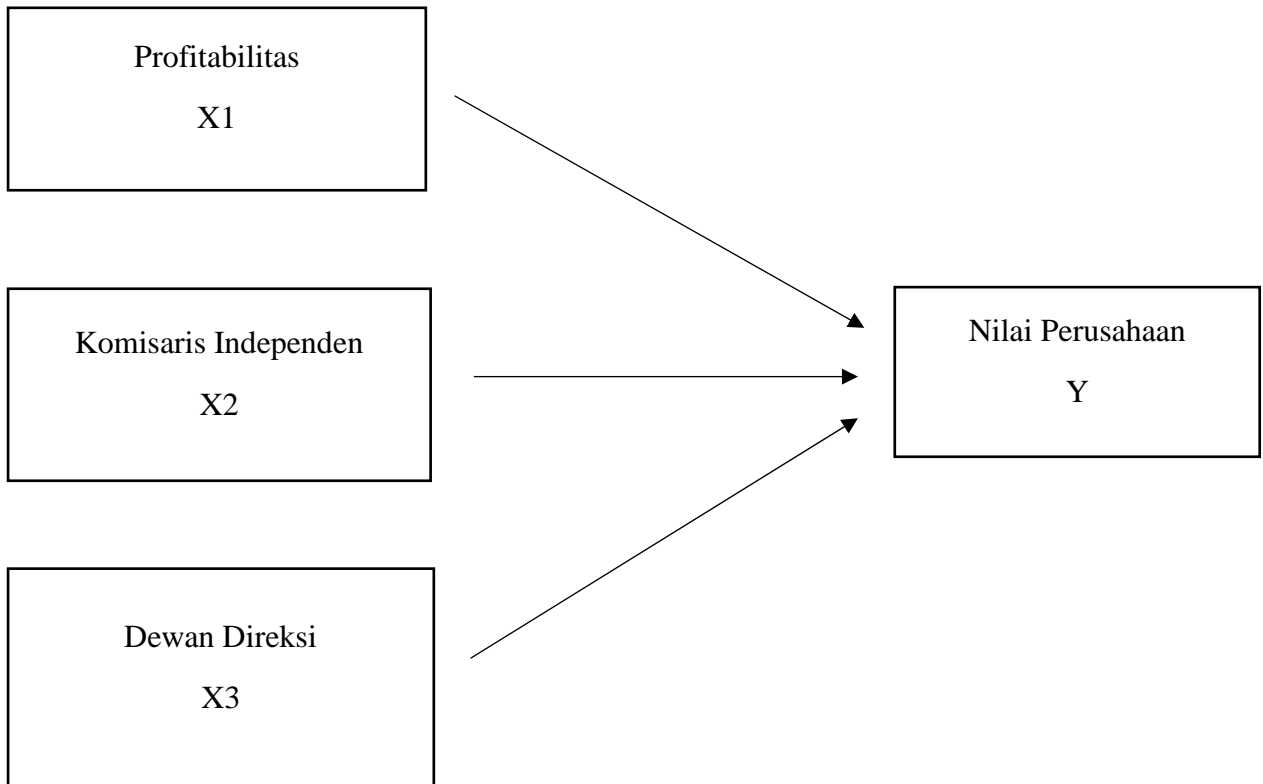 Profitabilitas
X1
Komisaris Independen
X2
Nilai Perusahaan
Y
Dewan Direksi
X3